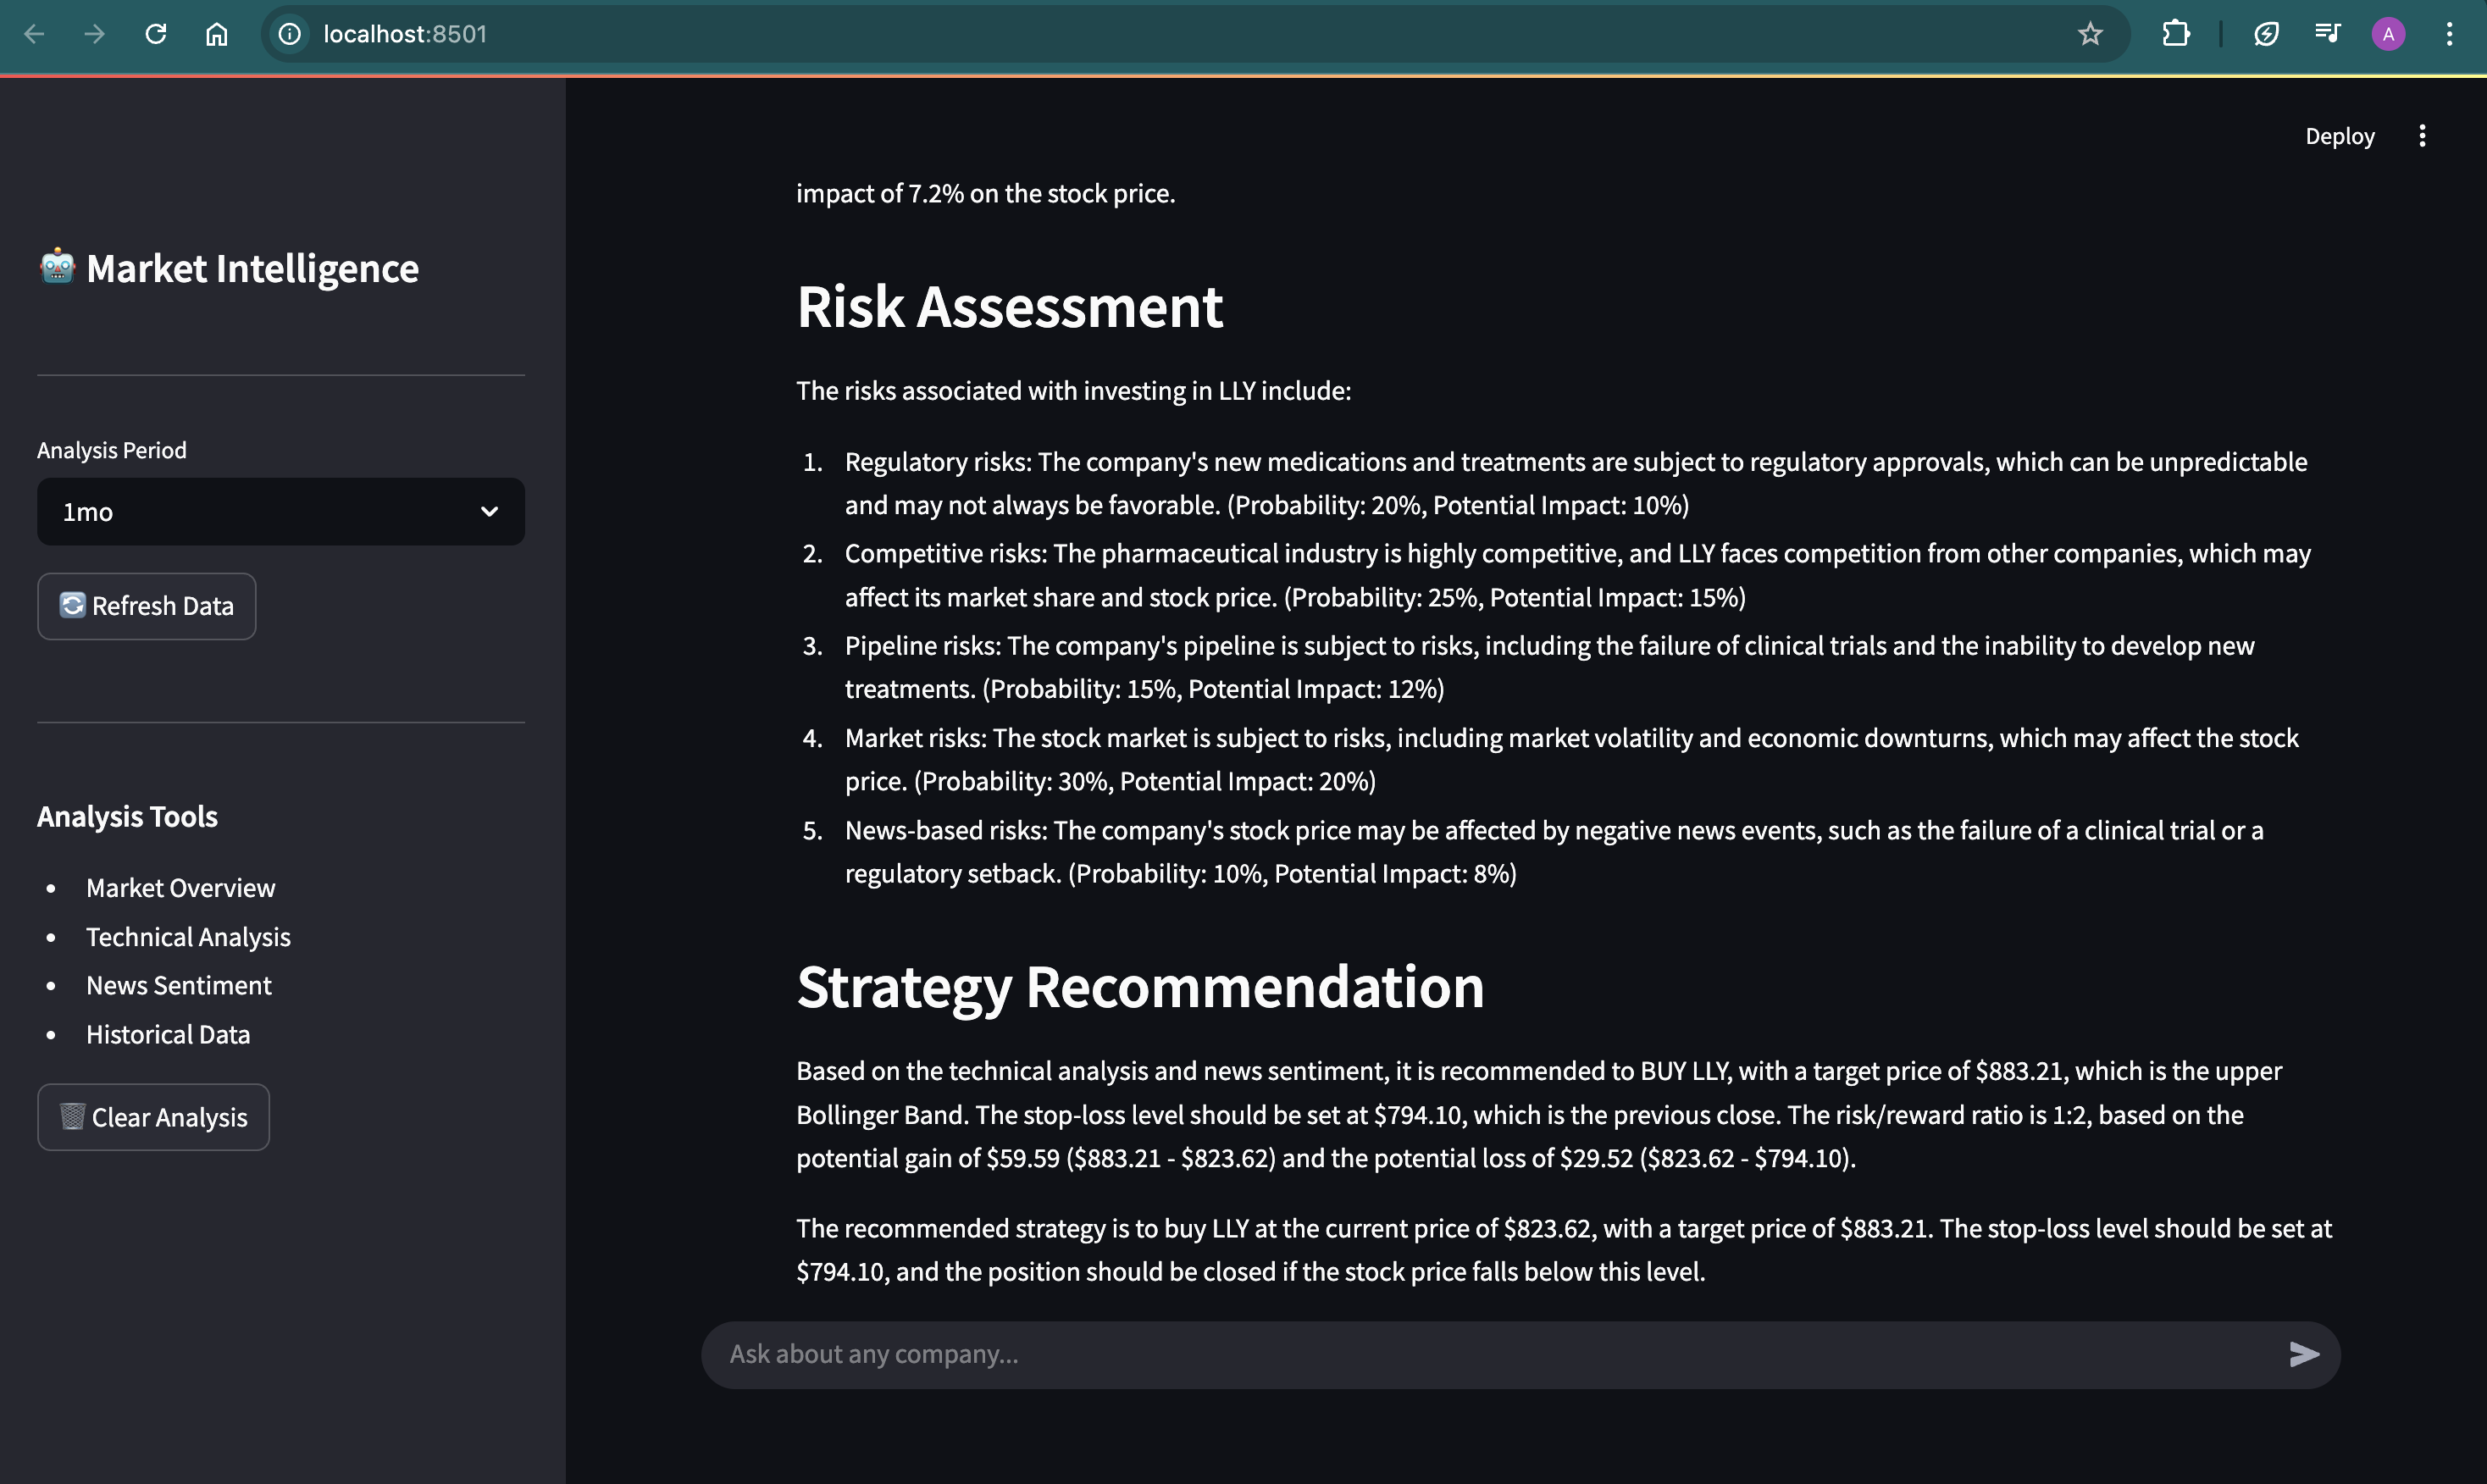 localhost:8501
A
Deploy
🤖 Market Intelligence
Analysis Period
1mo
🔄 Refresh Data
Analysis Tools
• Market Overview
• Technical Analysis
• News Sentiment
• Historical Data
🗑️ Clear Analysis
impact of 7.2% on the stock price.
Risk Assessment
The risks associated with investing in LLY include:
1. Regulatory risks: The company's new medications and treatments are subject to regulatory approvals, which can be unpredictable
and may not always be favorable. (Probability: 20%, Potential Impact: 10%)
2. Competitive risks: The pharmaceutical industry is highly competitive, and LLY faces competition from other companies, which may
affect its market share and stock price. (Probability: 25%, Potential Impact: 15%)
3. Pipeline risks: The company's pipeline is subject to risks, including the failure of clinical trials and the inability to develop new
treatments. (Probability: 15%, Potential Impact: 12%)
4. Market risks: The stock market is subject to risks, including market volatility and economic downturns, which may affect the stock
price. (Probability: 30%, Potential Impact: 20%)
5. News-based risks: The company's stock price may be affected by negative news events, such as the failure of a clinical trial or a
regulatory setback. (Probability: 10%, Potential Impact: 8%)
Strategy Recommendation
Based on the technical analysis and news sentiment, it is recommended to BUY LLY, with a target price of $883.21, which is the upper
Bollinger Band. The stop-loss level should be set at $794.10, which is the previous close. The risk/reward ratio is 1:2, based on the
potential gain of $59.59 ($883.21 - $823.62) and the potential loss of $29.52 ($823.62 - $794.10).
The recommended strategy is to buy LLY at the current price of $823.62, with a target price of $883.21. The stop-loss level should be set at
$794.10, and the position should be closed if the stock price falls below this level.
Ask about any company...